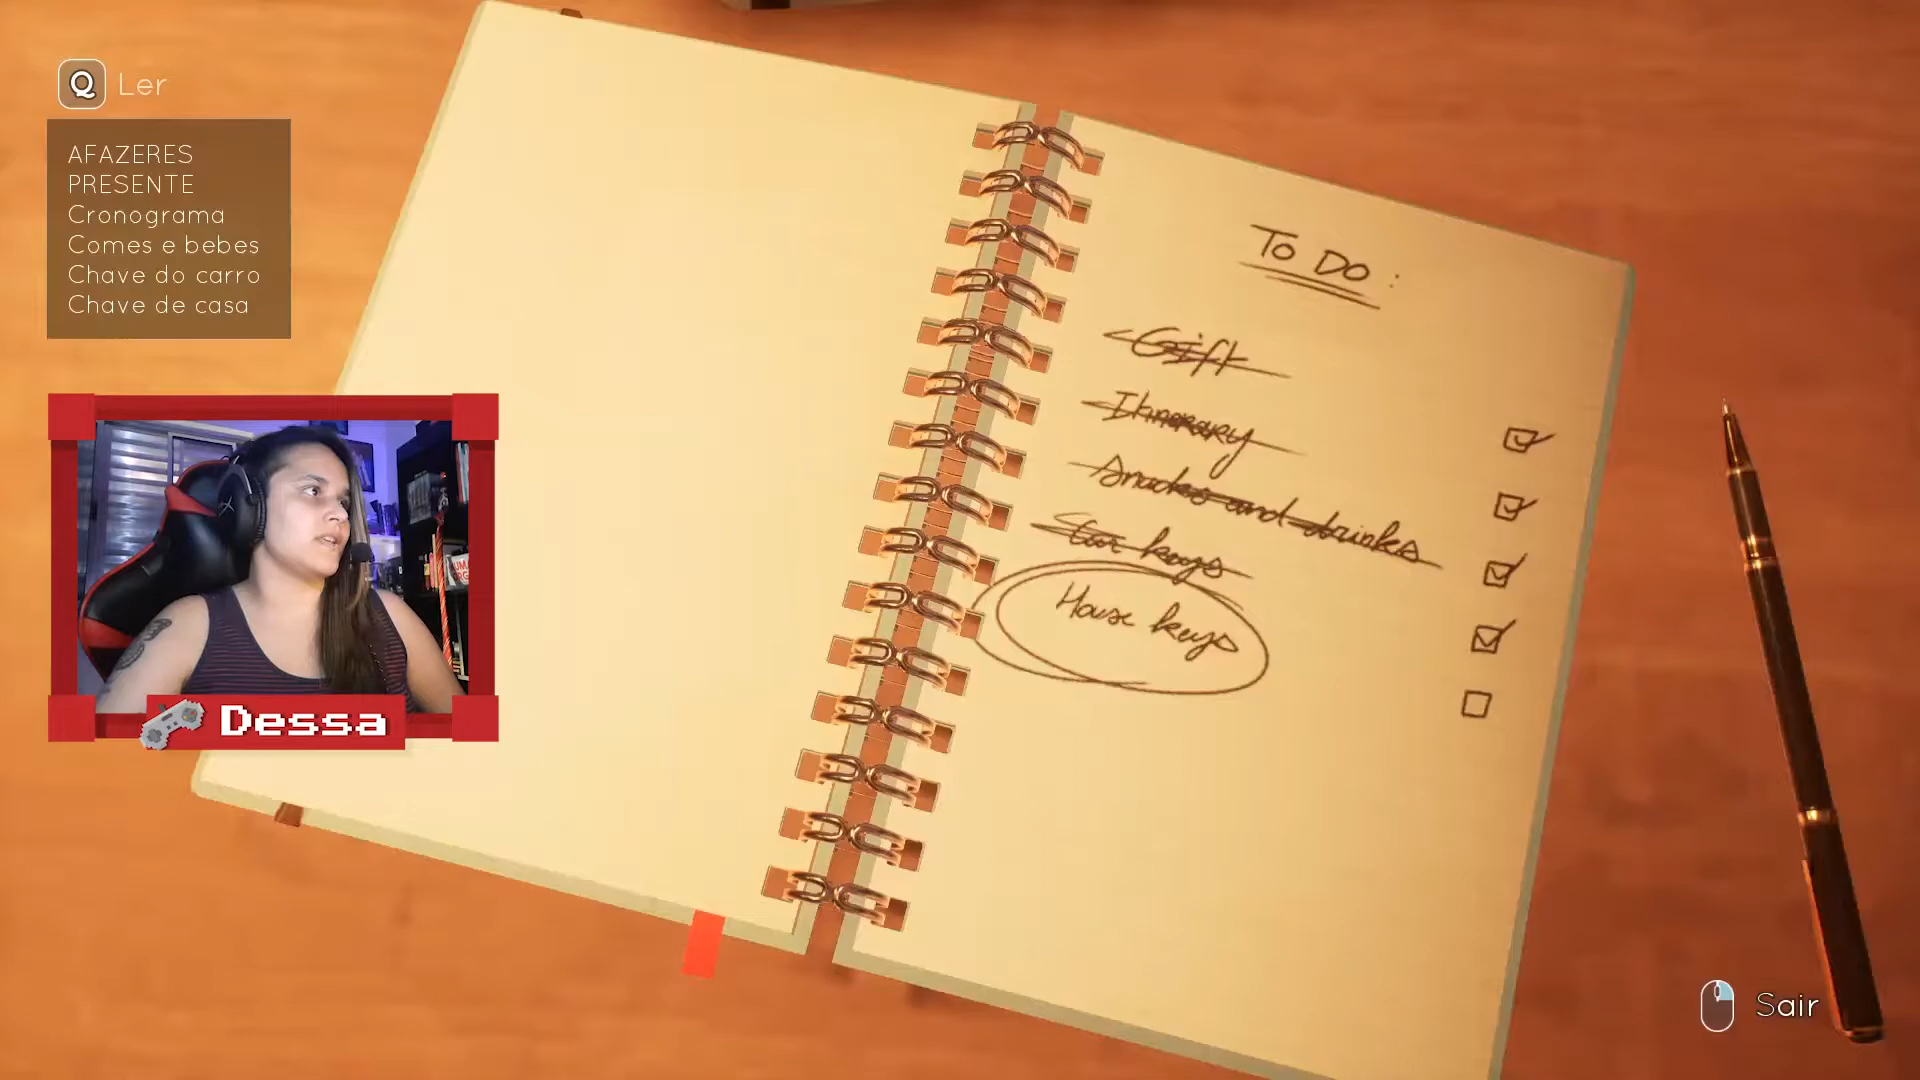 Q Ler
AFAZERES
PRESENTE
Cronograma
Comes e bebes
Chave do carro
Chave de casa
To Do :
Gift
Itinerary
Snacks and drinks
Car keys
House keys
Dessa
Sair